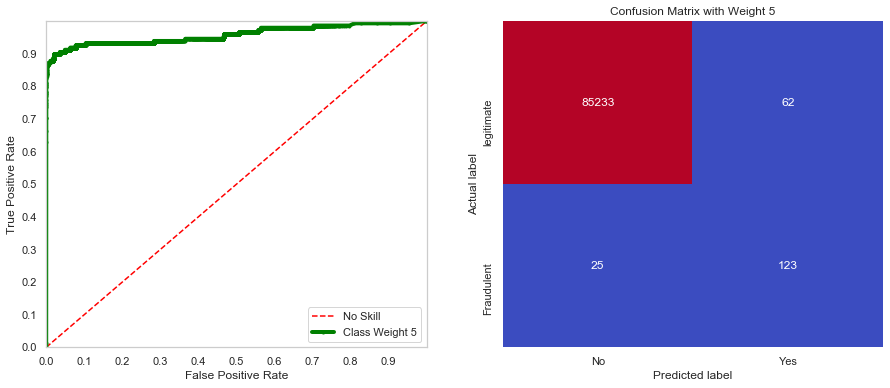 True Positive Rate
0.9
0.8
0.7
0.6
0.5
0.4
0.3
0.2
0.1
0.0
0.0 0.1 0.2 0.3 0.4 0.5 0.6 0.7 0.8 0.9
False Positive Rate
No Skill
Class Weight 5
Confusion Matrix with Weight 5
Actual label
legitimate
85233 62
Fraudulent
25 123
No Yes
Predicted label